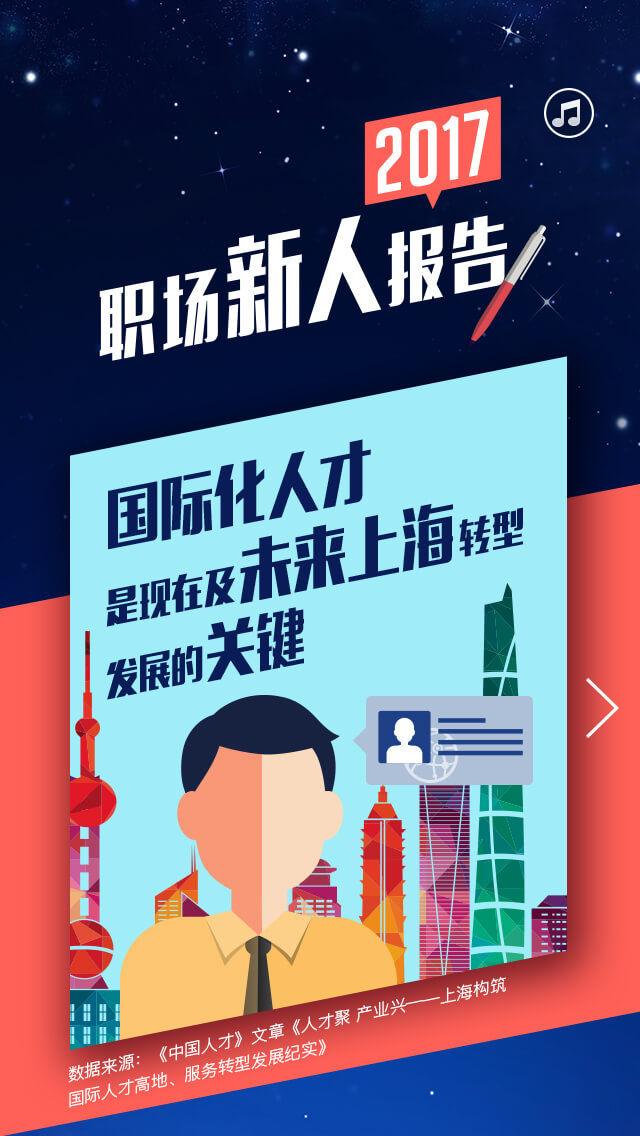 2017
职场新人报告
国际化人才
是现在及未来上海转型
发展的关键
数据来源：《中国人才》文章《人才聚 产业兴——上海构筑
国际人才高地、服务转型发展纪实》